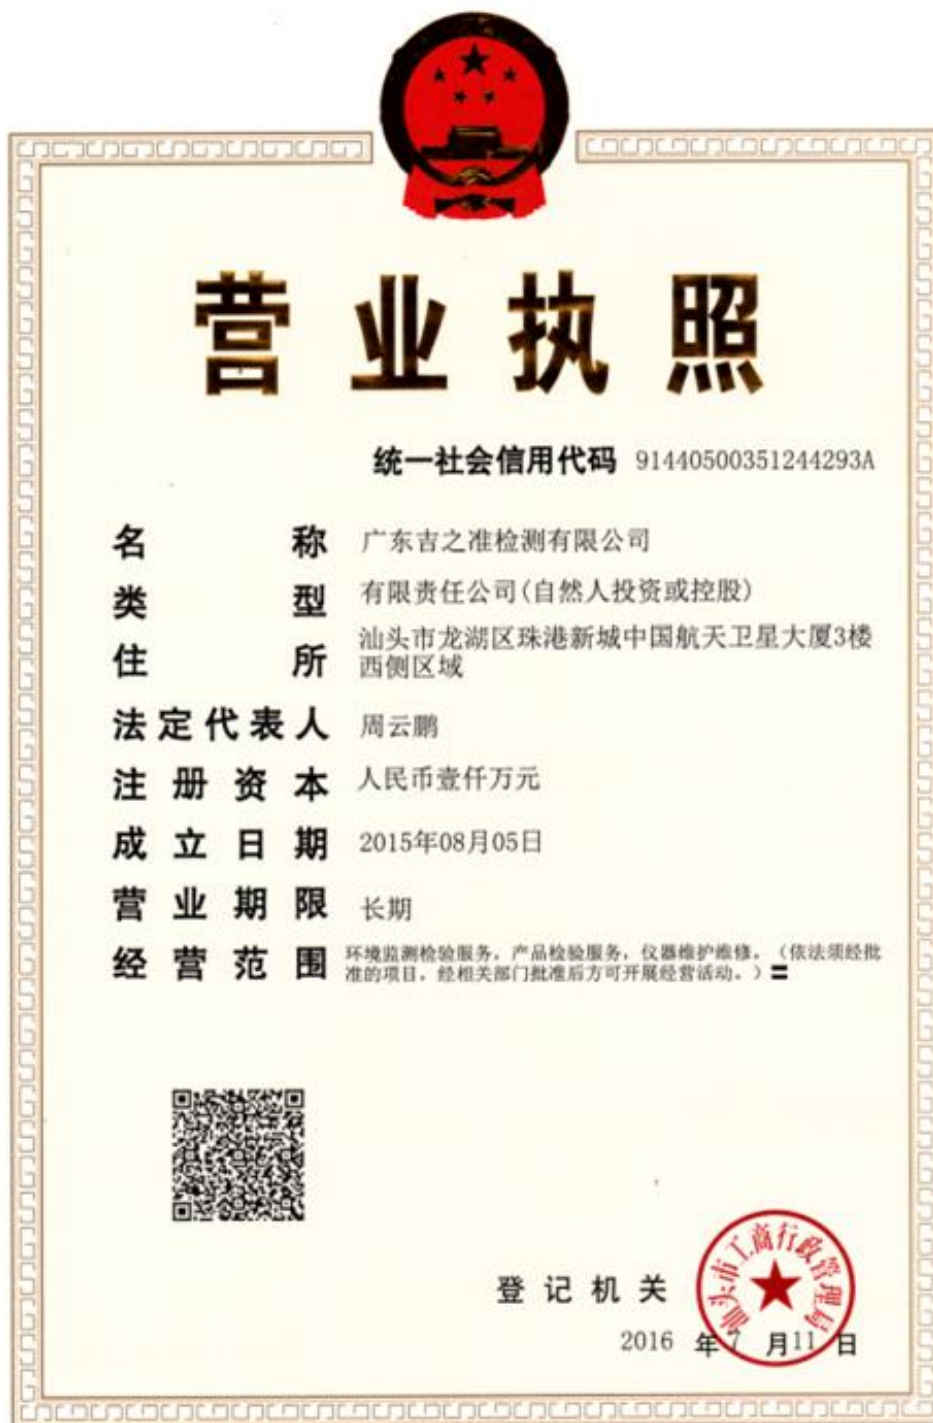 营业执照
统一社会信用代码 91440500351244293A
名称 广东吉之准检测有限公司
类型 有限责任公司(自然人投资或控股)
住所 汕头市龙湖区珠港新城中国航天卫星大厦3楼
西侧区域
法定代表人 周云鹏
注册资本 人民币壹仟万元
成立日期 2015年08月05日
营业期限 长期
经营范围 环境监测检验服务，产品检验服务，仪器维护维修。（依法须经批
准的项目，经相关部门批准后方可开展经营活动。）〓
汕头市工商行政管理局
登记机关
2016 年 7 月 11 日